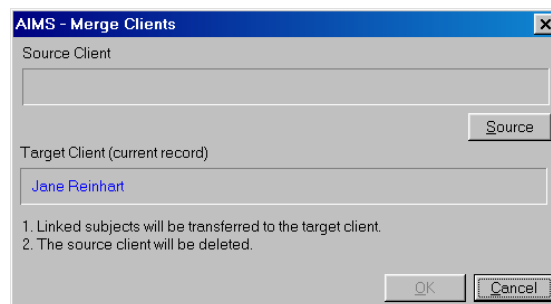 AIMS - Merge Clients
Source Client
Source
Target Client (current record)
Jane Reinhart
1. Linked subjects will be transferred to the target client.
2. The source client will be deleted.
OK Cancel